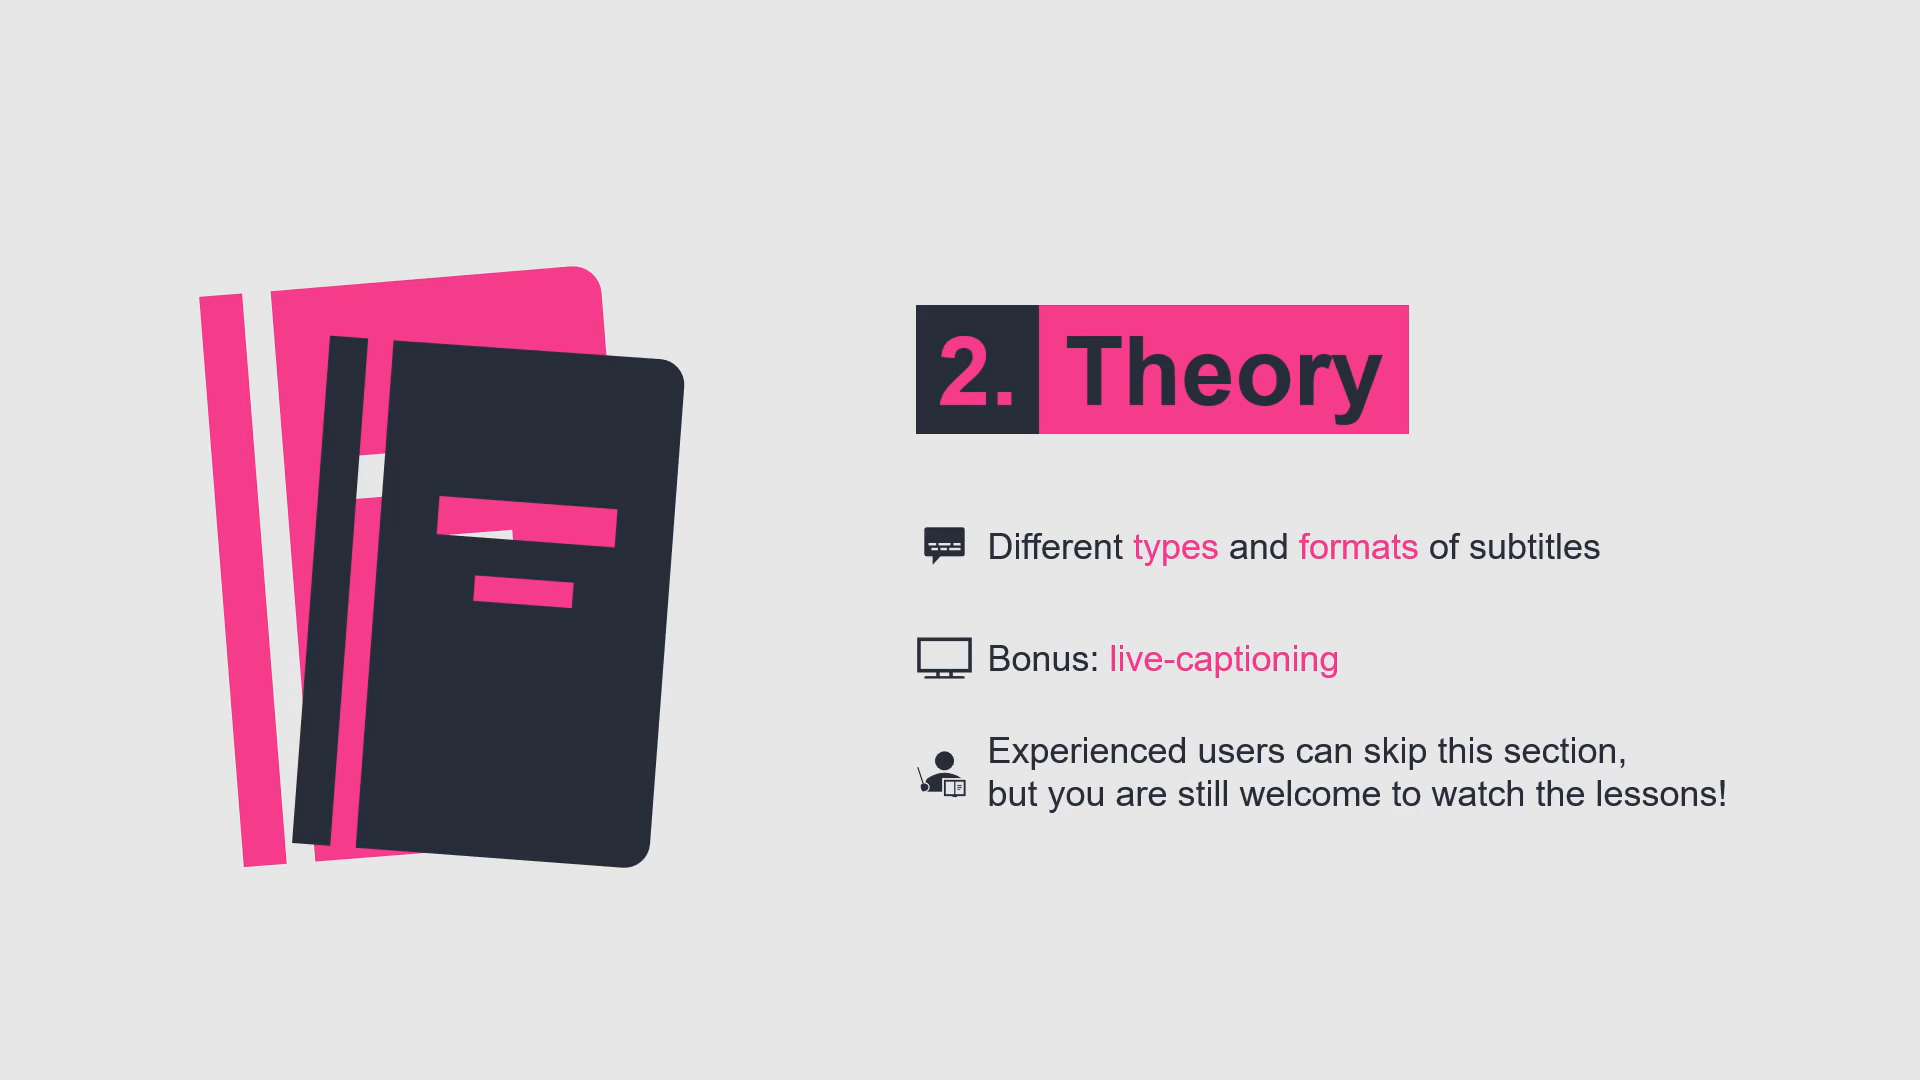 2. Theory
Different types and formats of subtitles
Bonus: live-captioning
Experienced users can skip this section,
but you are still welcome to watch the lessons!